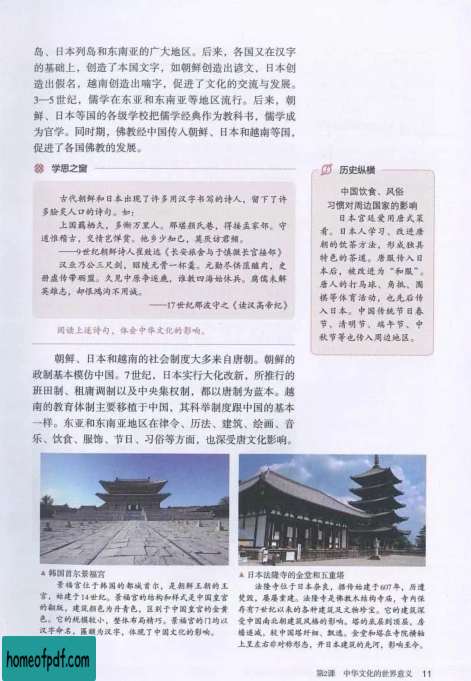 岛、日本列岛和东南亚的广大地区。后来，各国又在汉字
的基础上，创造了本国文字，如朝鲜创造出谚文，日本创
造出假名，越南创造出喃字，促进了文化的交流与发展。
3—5世纪，儒学在东亚和东南亚等地区流行。后来，朝
鲜、日本等国的各级学校把儒学经典作为教科书，儒学成
为官学。同时期，佛教经中国传入朝鲜、日本和越南等国，
促进了各国佛教的发展。
学思之窗
古代朝鲜和日本出现了许多用汉字书写的诗人，留下了许
多脍炙人口的诗句。如：
上国羁栖久，多惭万里人。那堪颜氏巷，得接孟家邻。守
道惟稽古，交情岂惮贫。他乡少知己，莫厌访君频。
——9世纪朝鲜诗人崔致远《长安旅舍与于慎微长官接邻》
汉业万公三尺剑，昭陵无骨一杯羹。元勋尽侠菹醢肉，史
册虚传带砺盟。久见中原争逐鹿，谁教四海始休兵。腐儒未解
英雄志，却恨鸿沟不用诚。
——17世纪那波守之《读汉高帝纪》
阅读上述诗句，体会中华文化的影响。
朝鲜、日本和越南的社会制度大多来自唐朝。朝鲜的
政制基本模仿中国。7世纪，日本实行大化改新，所推行的
班田制、租庸调制以及中央集权制，都以唐制为蓝本。越
南的教育体制主要移植于中国，其科举制度跟中国的基本
一样。东亚和东南亚地区在律令、历法、建筑、绘画、音
乐、饮食、服饰、节日、习俗等方面，也深受唐文化影响。
历史纵横
中国饮食、风俗
习惯对周边国家的影响
日本宫廷爱用唐式菜
肴。日本人学习、改进唐
朝的饮茶方法，形成独具
特色的茶道。唐服传入日
本后，被改进为“和服”。
唐人的打马球、角抵、围
棋等体育活动，也先后传
入日本。中国传统节日春
节、清明节、端午节、中
秋节等也传入周边地区。
▲ 韩国首尔景福宫
景福宫位于韩国的都城首尔，是朝鲜王朝的王
宫，始建于14世纪。景福宫的结构和样式是中国皇宫
的翻版，建筑颜色为丹青色，区别于中国皇宫的金黄
色。它的规模较小，整体布局精巧。景福宫的门均以
汉字命名，匾额为汉字，体现了中国文化的影响。
▲ 日本法隆寺的金堂和五重塔
法隆寺位于日本奈良，据传始建于607年，历遭
焚毁，屡屡重建。法隆寺是佛教木结构寺庙，寺内保
存有7世纪以来的各种建筑及文物珍宝。它的建筑深
受中国南北朝建筑风格的影响。塔的底层到顶层，房
檐递减，较中国塔纤细、飘逸。金堂和塔在寺院横轴
上呈左右非对称形态，开日本建筑的先河，影响至今。
第2课 中华文化的世界意义 11
homeofpdf.com